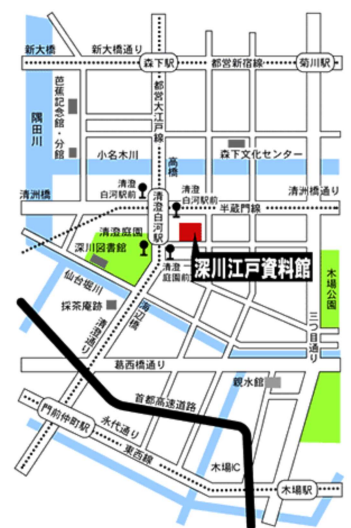 新大橋
新大橋通り
森下駅
都営新宿線
菊川駅
芭蕉記念館・分館
隅田川
都営大江戸線
小名木川
高橋
森下文化センター
清洲橋
清澄
白河駅前
清澄
白河駅前
清洲橋通り
清澄白河駅
半蔵門線
清澄庭園
深川図書館
清澄
庭園前
深川江戸資料館
仙台堀川
採茶庵跡
海辺橋
清澄通り
木場公園
三つ目通り
葛西橋通り
親水館
首都高速道路
門前仲町駅
永代通り
東西線
木場IC
木場駅